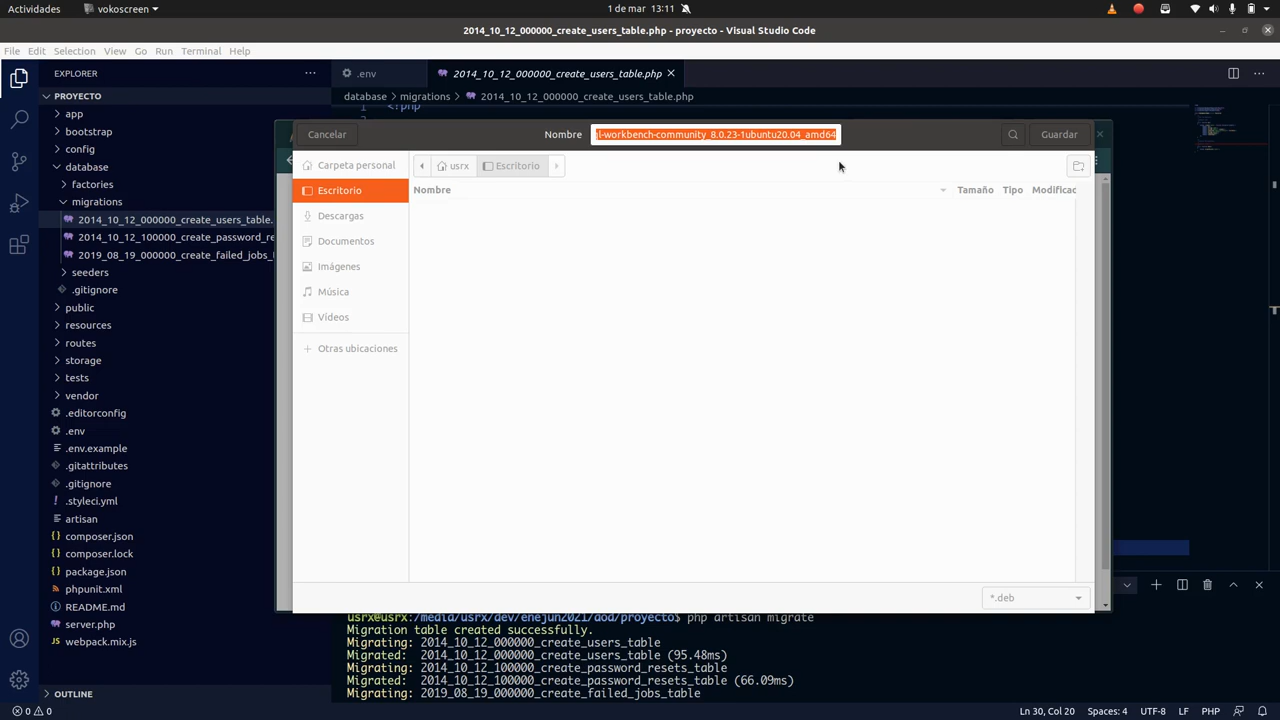 Actividades
vokoscreen
1 de mar 13:11
2014_10_12_000000_create_users_table.php - proyecto - Visual Studio Code
File Edit Selection View Go Run Terminal Help
EXPLORER
.env
2014_10_12_000000_create_users_table.php
PROYECTO
database
migrations
2014_10_12_000000_create_users_table.php
app
bootstrap
config
database
factories
migrations
2014_10_12_000000_create_users_table.
2014_10_12_100000_create_password_re
2019_08_19_000000_create_failed_jobs_
seeders
.gitignore
public
resources
routes
storage
tests
vendor
.editorconfig
.env
.env.example
.gitattributes
.gitignore
.styleci.yml
artisan
composer.json
composer.lock
package.json
phpunit.xml
README.md
server.php
webpack.mix.js
OUTLINE
1 <?php
Cancelar
Nombre
l-workbench-community_8.0.23-1ubuntu20.04_amd64
Guardar
Carpeta personal
Escritorio
Descargas
Documentos
Imágenes
Música
Vídeos
Otras ubicaciones
usrx
Escritorio
Nombre Tamaño Tipo Modificac
*.deb
usrx@usrx:/media/usrx/dev/enejun2021/dod/proyecto$ php artisan migrate
Migration table created successfully.
Migrating: 2014_10_12_000000_create_users_table
Migrated: 2014_10_12_000000_create_users_table (95.48ms)
Migrating: 2014_10_12_100000_create_password_resets_table
Migrated: 2014_10_12_100000_create_password_resets_table (66.09ms)
Migrating: 2019_08_19_000000_create_failed_jobs_table
0 0
Ln 30, Col 20 Spaces: 4 UTF-8 LF PHP